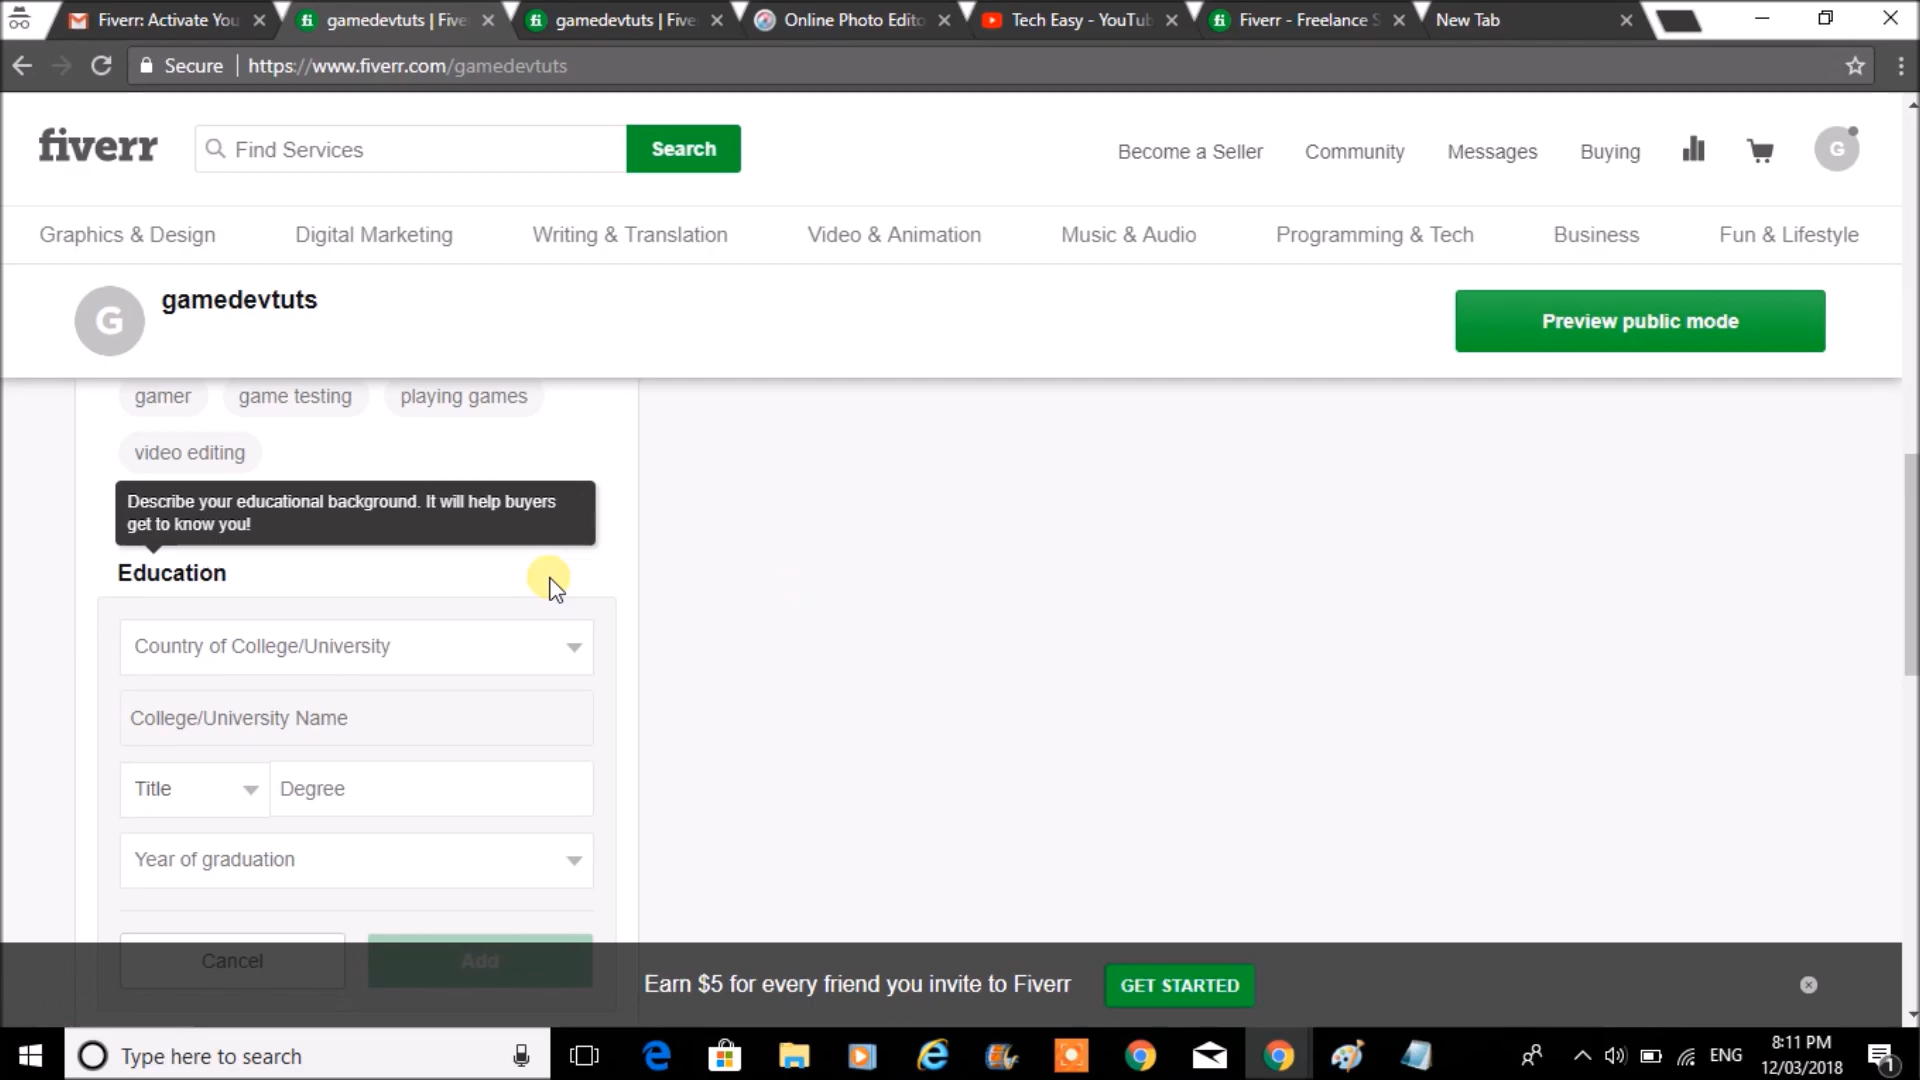 Fiverr: Activate You
gamedevtuts | Five
gamedevtuts | Five
Online Photo Edito
Tech Easy - YouTub
Fiverr - Freelance S
New Tab
Secure
https://www.fiverr.com/gamedevtuts
fiverr
Find Services
Search
Become a Seller
Community
Messages
Buying
G
Graphics & Design
Digital Marketing
Writing & Translation
Video & Animation
Music & Audio
Programming & Tech
Business
Fun & Lifestyle
G
gamedevtuts
Preview public mode
gamer
game testing
playing games
video editing
Describe your educational background. It will help buyers
get to know you!
Education
Country of College/University
College/University Name
Title
Degree
Year of graduation
Cancel
Add
Earn $5 for every friend you invite to Fiverr
GET STARTED
Type here to search
ENG
8:11 PM
12/03/2018
1